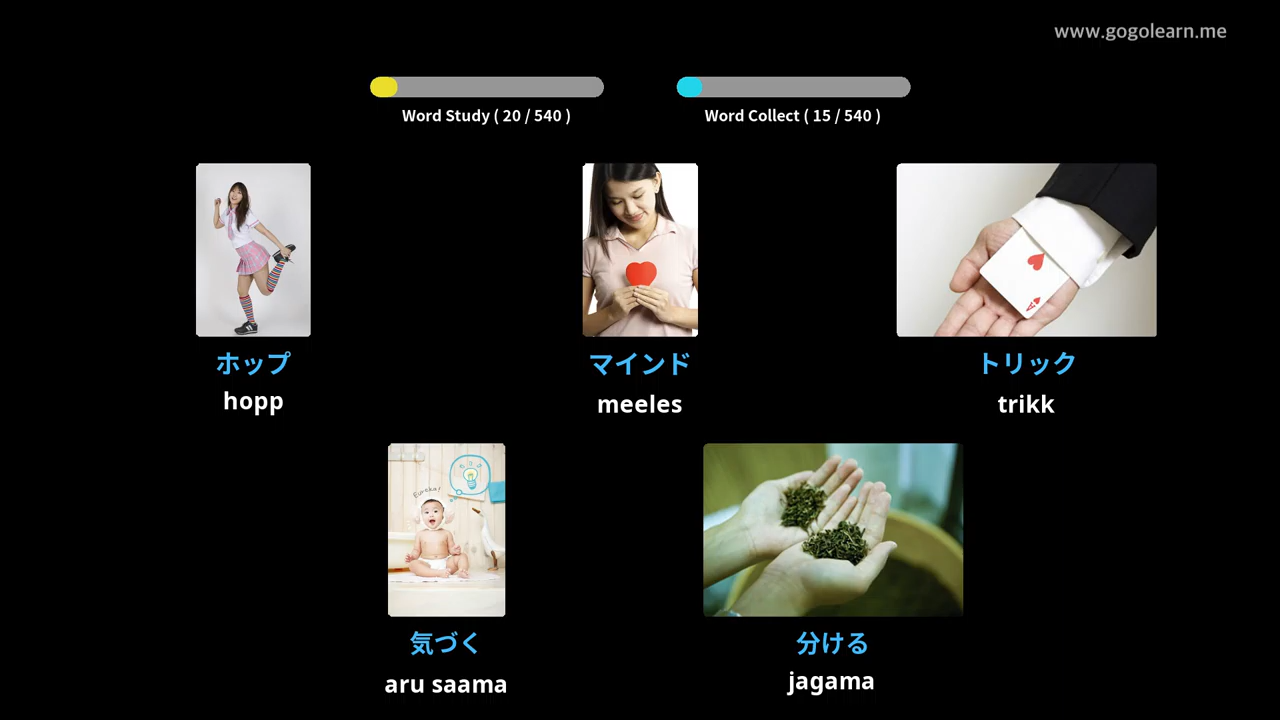 www.gogolearn.me
Word Study ( 20 / 540 )
Word Collect ( 15 / 540 )
ホップ
hopp
マインド
meeles
トリック
trikk
Eureka!
気づく
aru saama
分ける
jagama